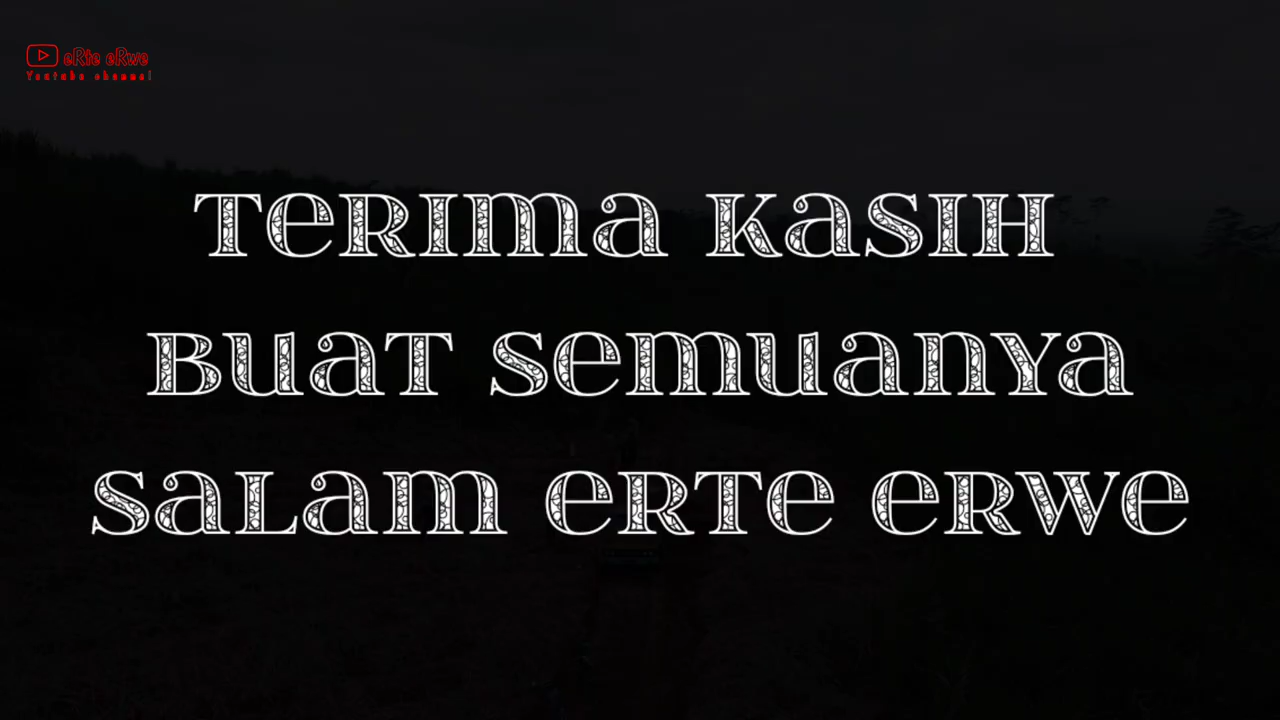 eRte eRwe
Youtube channel
TeRIma KaSIH
BuaT SemuanYa
SaLam eRTe eRWe